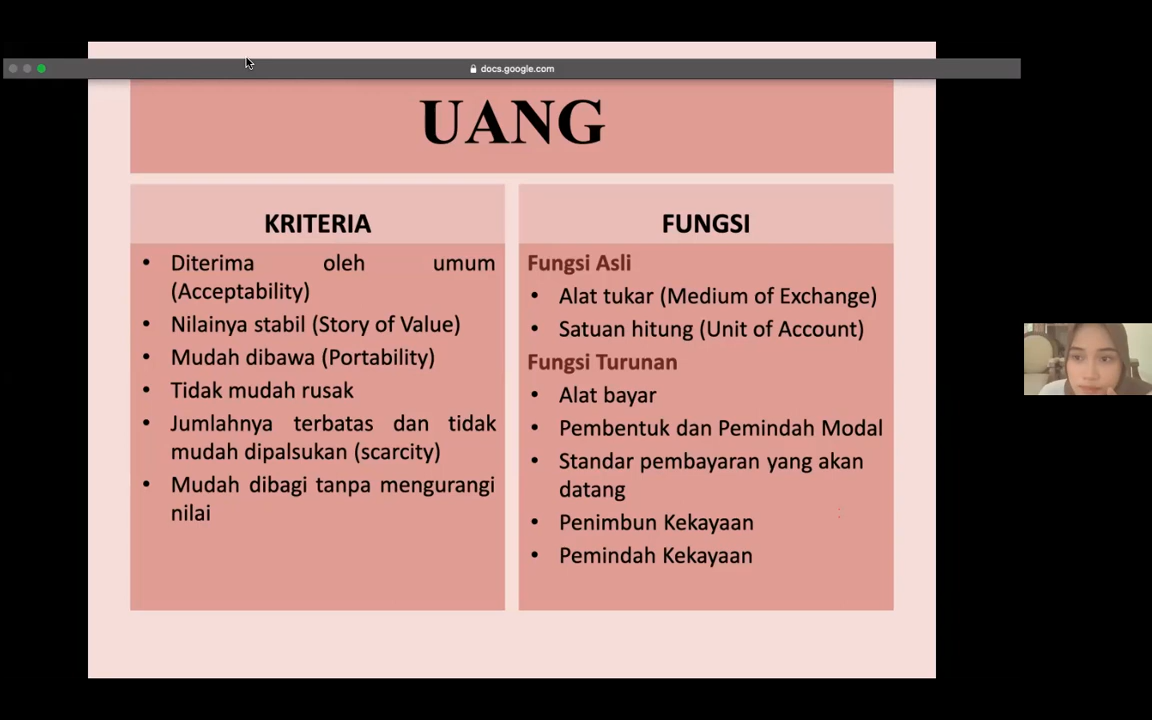 docs.google.com
UANG
KRITERIA
• Diterima oleh umum
(Acceptability)
• Nilainya stabil (Story of Value)
• Mudah dibawa (Portability)
• Tidak mudah rusak
• Jumlahnya terbatas dan tidak
mudah dipalsukan (scarcity)
• Mudah dibagi tanpa mengurangi
nilai
FUNGSI
Fungsi Asli
• Alat tukar (Medium of Exchange)
• Satuan hitung (Unit of Account)
Fungsi Turunan
• Alat bayar
• Pembentuk dan Pemindah Modal
• Standar pembayaran yang akan
datang
• Penimbun Kekayaan
• Pemindah Kekayaan